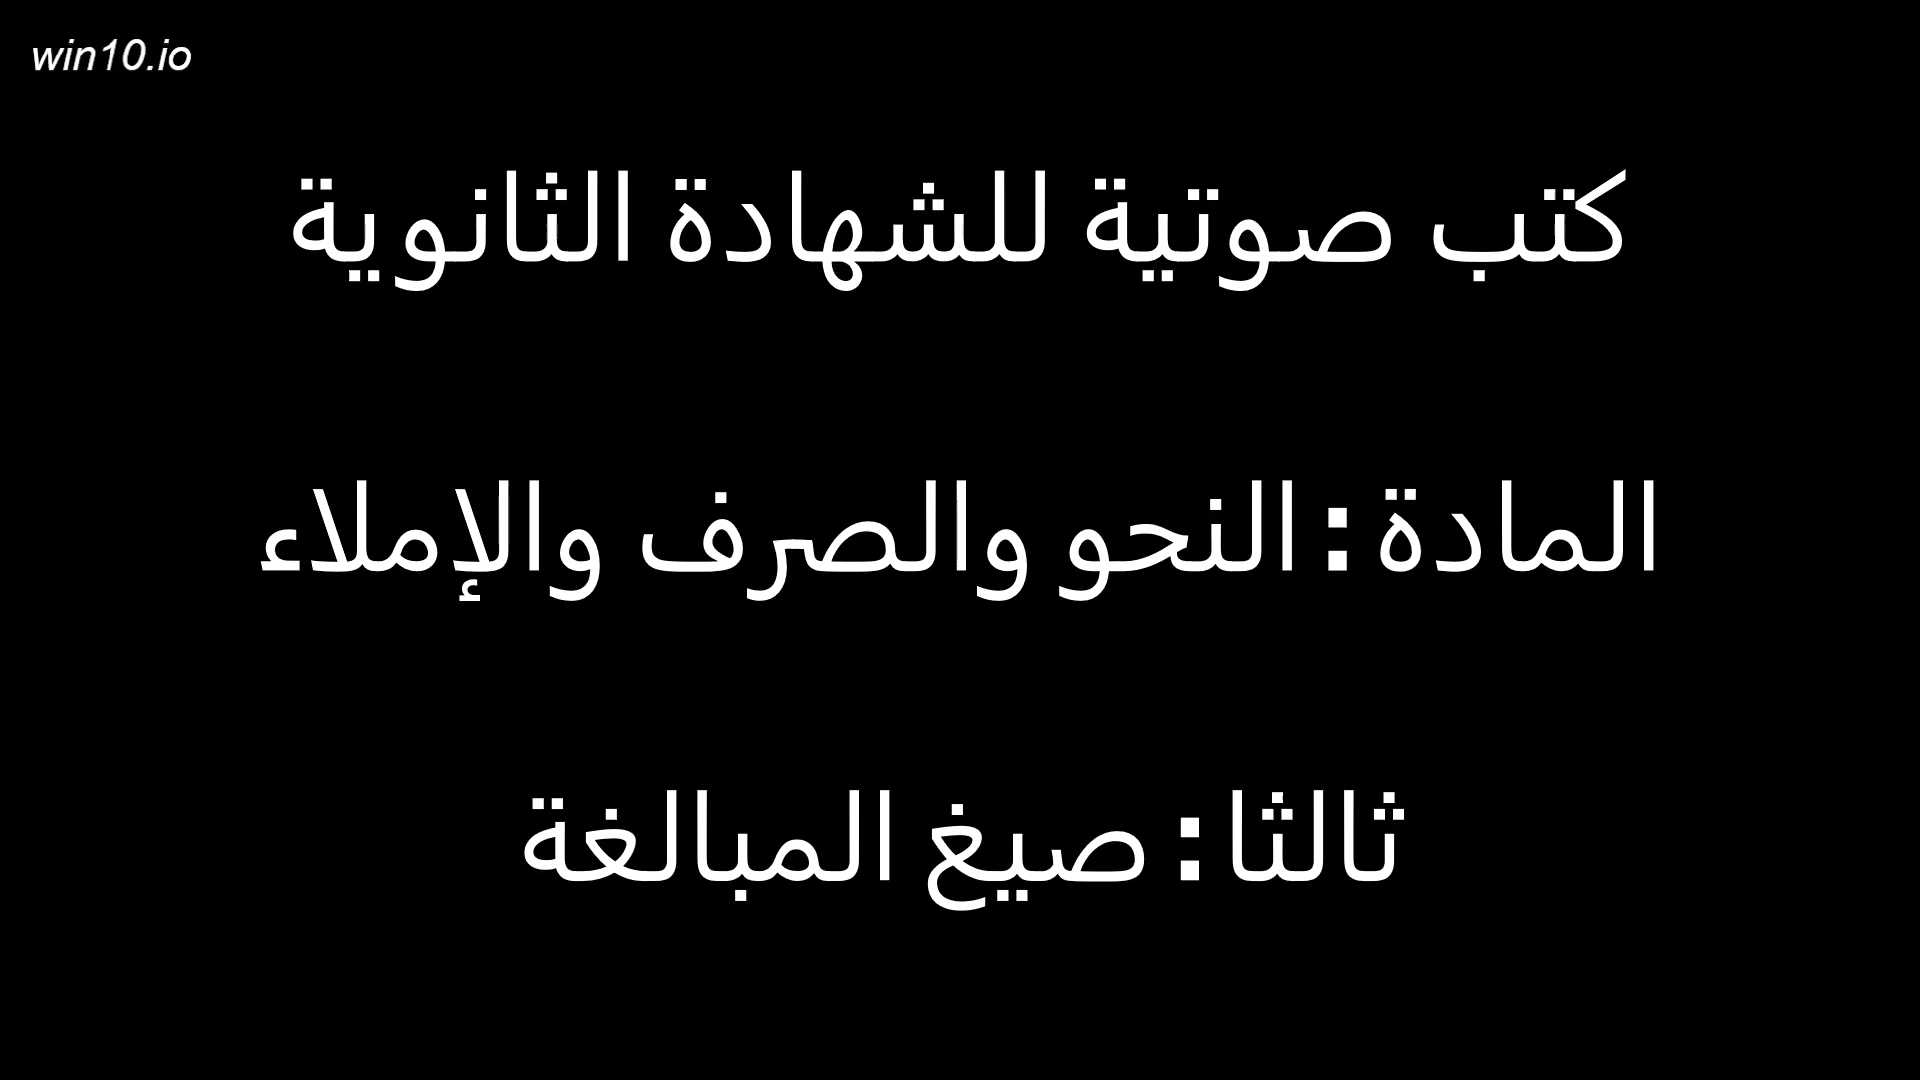 win10.io
كتب صوتية للشهادة الثانوية
المادة : النحو والصرف والإملاء
ثالثا : صيغ المبالغة